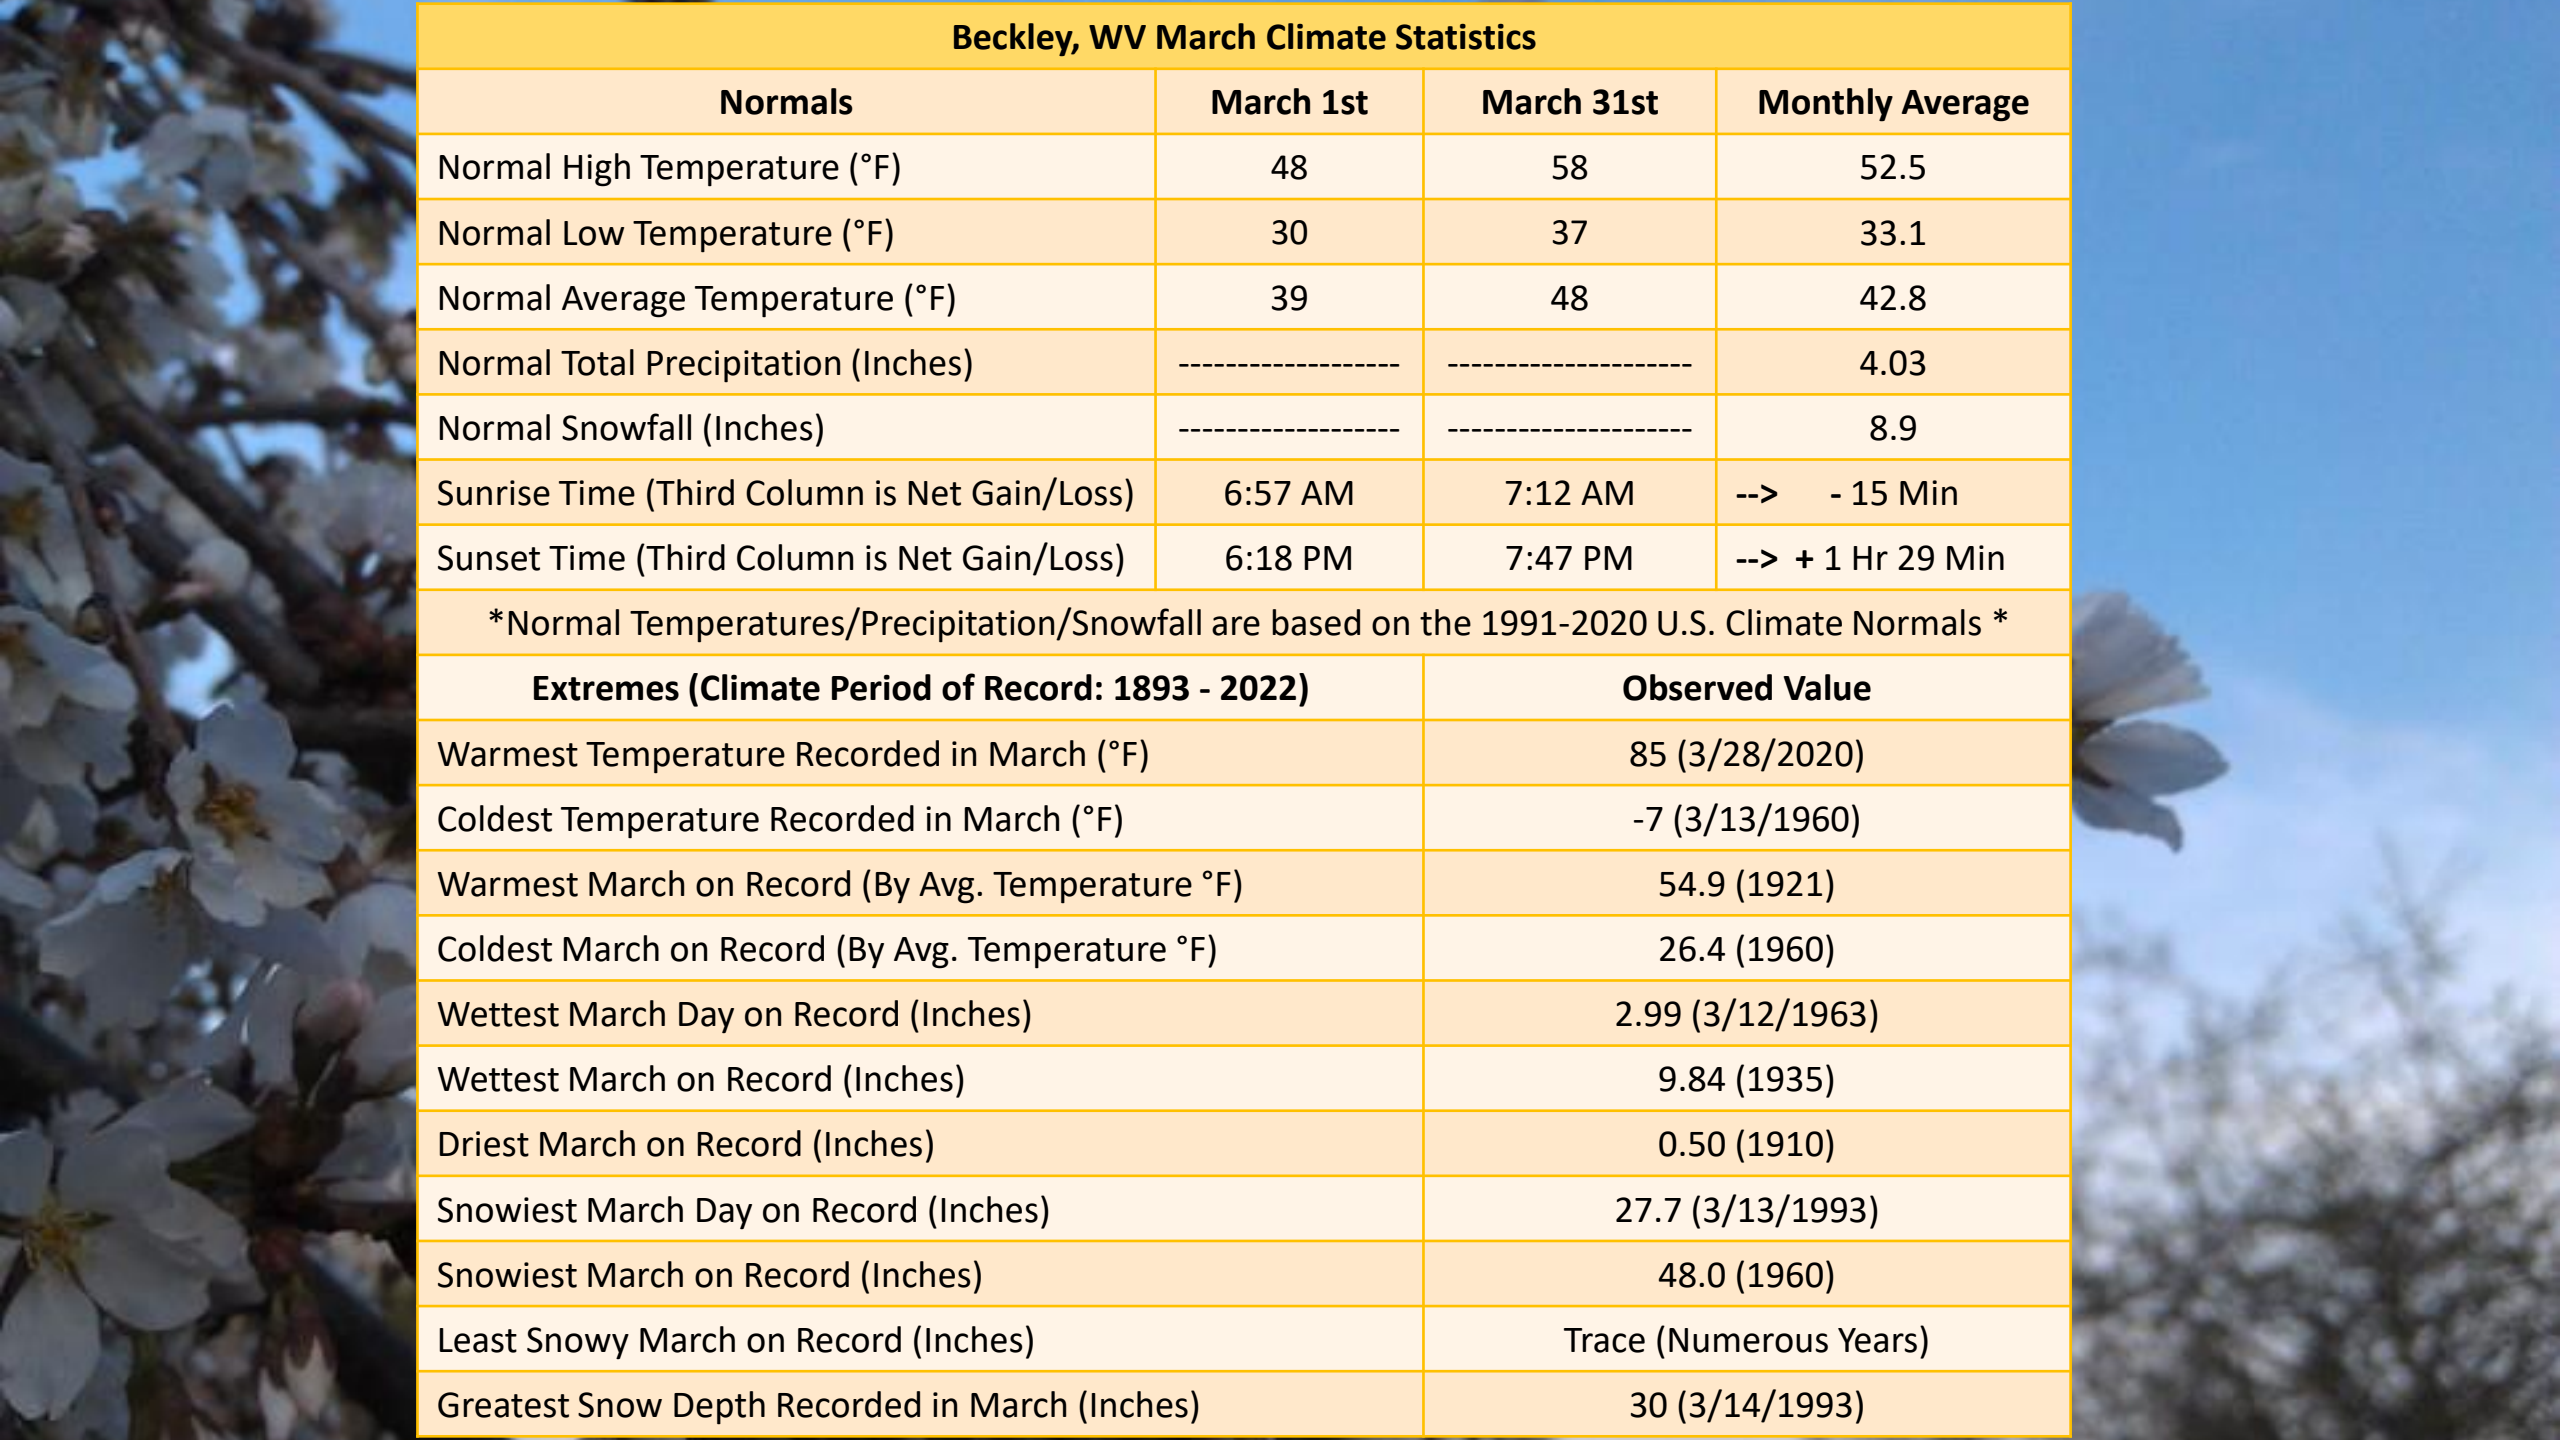 Beckley, WV March Climate Statistics
Normals March 1st March 31st Monthly Average
Normal High Temperature (°F) 48 58 52.5
Normal Low Temperature (°F) 30 37 33.1
Normal Average Temperature (°F) 39 48 42.8
Normal Total Precipitation (Inches) ------------------- --------------------- 4.03
Normal Snowfall (Inches) ------------------- --------------------- 8.9
Sunrise Time (Third Column is Net Gain/Loss) 6:57 AM 7:12 AM --> - 15 Min
Sunset Time (Third Column is Net Gain/Loss) 6:18 PM 7:47 PM --> + 1 Hr 29 Min
*Normal Temperatures/Precipitation/Snowfall are based on the 1991-2020 U.S. Climate Normals *
Extremes (Climate Period of Record: 1893 - 2022) Observed Value
Warmest Temperature Recorded in March (°F) 85 (3/28/2020)
Coldest Temperature Recorded in March (°F) -7 (3/13/1960)
Warmest March on Record (By Avg. Temperature °F) 54.9 (1921)
Coldest March on Record (By Avg. Temperature °F) 26.4 (1960)
Wettest March Day on Record (Inches) 2.99 (3/12/1963)
Wettest March on Record (Inches) 9.84 (1935)
Driest March on Record (Inches) 0.50 (1910)
Snowiest March Day on Record (Inches) 27.7 (3/13/1993)
Snowiest March on Record (Inches) 48.0 (1960)
Least Snowy March on Record (Inches) Trace (Numerous Years)
Greatest Snow Depth Recorded in March (Inches) 30 (3/14/1993)